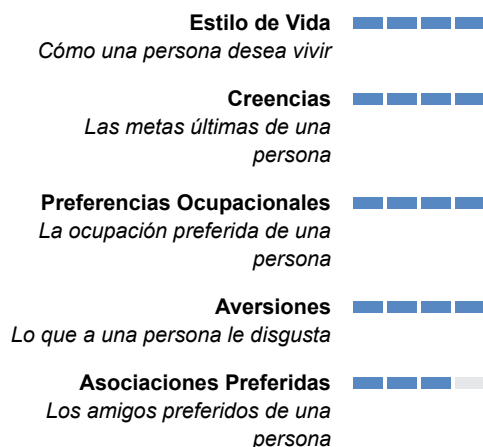 Estilo de Vida
Cómo una persona desea vivir
Creencias
Las metas últimas de una
persona
Preferencias Ocupacionales
La ocupación preferida de una
persona
Aversiones
Lo que a una persona le disgusta
Asociaciones Preferidas
Los amigos preferidos de una
persona